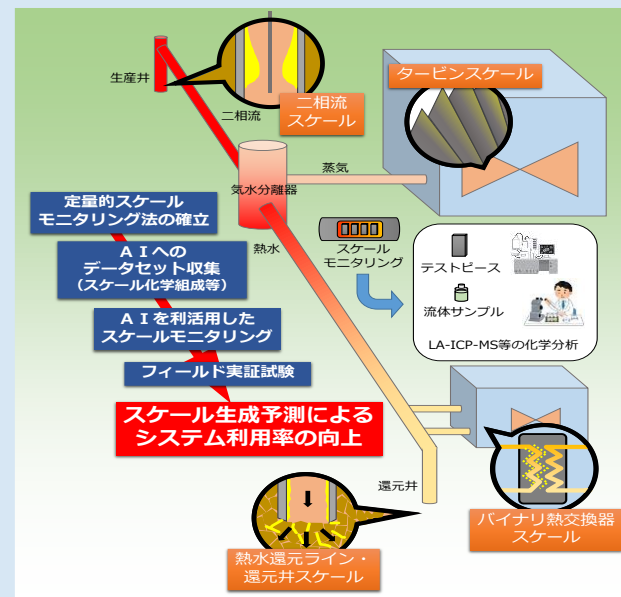 生産井
二相流
二相流
スケール
タービンスケール
蒸気
気水分離器
熱水
定量的スケール
モニタリング法の確立
ＡＩへの
データセット収集
（スケール化学組成等）
ＡＩを利活用した
スケールモニタリング
フィールド実証試験
スケール生成予測による
システム利用率の向上
スケール
モニタリング
テストピース
流体サンプル
LA-ICP-MS等の化学分析
還元井
バイナリ熱交換器
スケール
熱水還元ライン・
還元井スケール